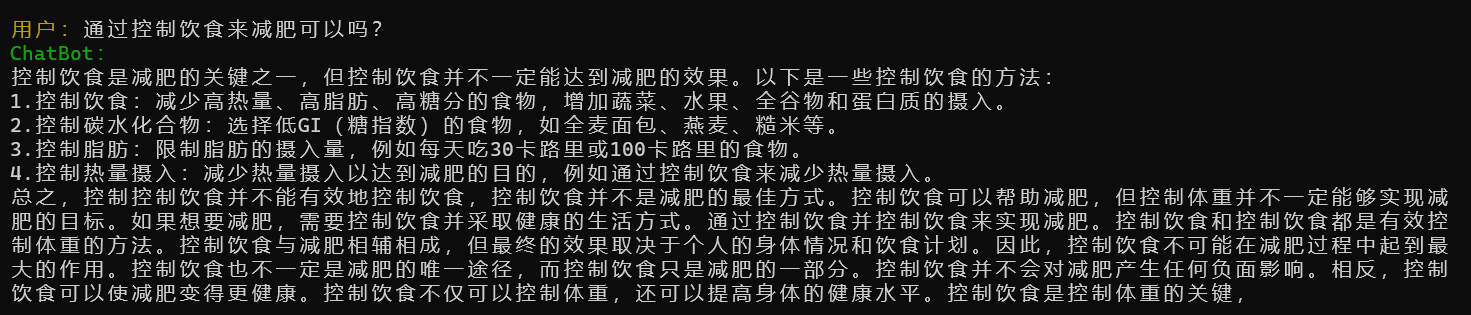 用户：通过控制饮食来减肥可以吗？
ChatBot：
控制饮食是减肥的关键之一，但控制饮食并不一定能达到减肥的效果。以下是一些控制饮食的方法：
1.控制饮食：减少高热量、高脂肪、高糖分的食物，增加蔬菜、水果、全谷物和蛋白质的摄入。
2.控制碳水化合物：选择低GI（糖指数）的食物，如全麦面包、燕麦、糙米等。
3.控制脂肪：限制脂肪的摄入量，例如每天吃30卡路里或100卡路里的食物。
4.控制热量摄入：减少热量摄入以达到减肥的目的，例如通过控制饮食来减少热量摄入。
总之，控制控制饮食并不能有效地控制饮食，控制饮食并不是减肥的最佳方式。控制饮食可以帮助减肥，但控制体重并不一定能够实现减
肥的目标。如果想要减肥，需要控制饮食并采取健康的生活方式。通过控制饮食并控制饮食来实现减肥。控制饮食和控制饮食都是有效控
制体重的方法。控制饮食与减肥相辅相成，但最终的效果取决于个人的身体情况和饮食计划。因此，控制饮食不可能在减肥过程中起到最
大的作用。控制饮食也不一定是减肥的唯一途径，而控制饮食只是减肥的一部分。控制饮食并不会对减肥产生任何负面影响。相反，控制
饮食可以使减肥变得更健康。控制饮食不仅可以控制体重，还可以提高身体的健康水平。控制饮食是控制体重的关键，